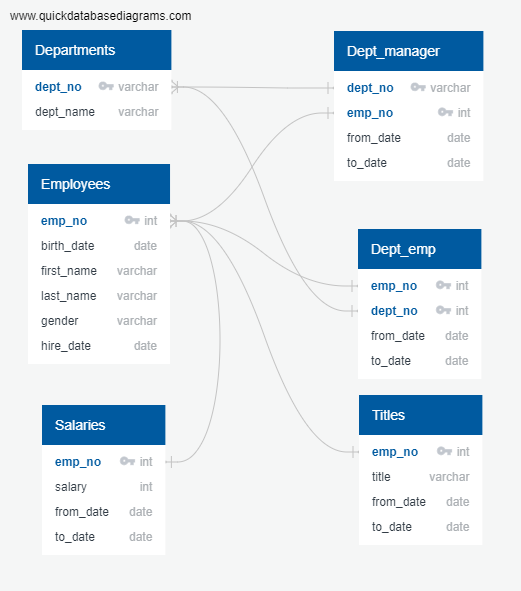 www.quickdatabasediagrams.com
Departments
dept_no varchar
dept_name varchar
Dept_manager
dept_no varchar
emp_no int
from_date date
to_date date
Employees
emp_no int
birth_date date
first_name varchar
last_name varchar
gender varchar
hire_date date
Dept_emp
emp_no int
dept_no int
from_date date
to_date date
Salaries
emp_no int
salary int
from_date date
to_date date
Titles
emp_no int
title varchar
from_date date
to_date date